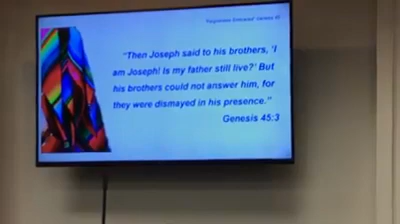 "Then Joseph said to his brothers, 'I
am Joseph! Is my father still live?' But
his brothers could not answer him, for
they were dismayed in his presence."
Genesis 45:3